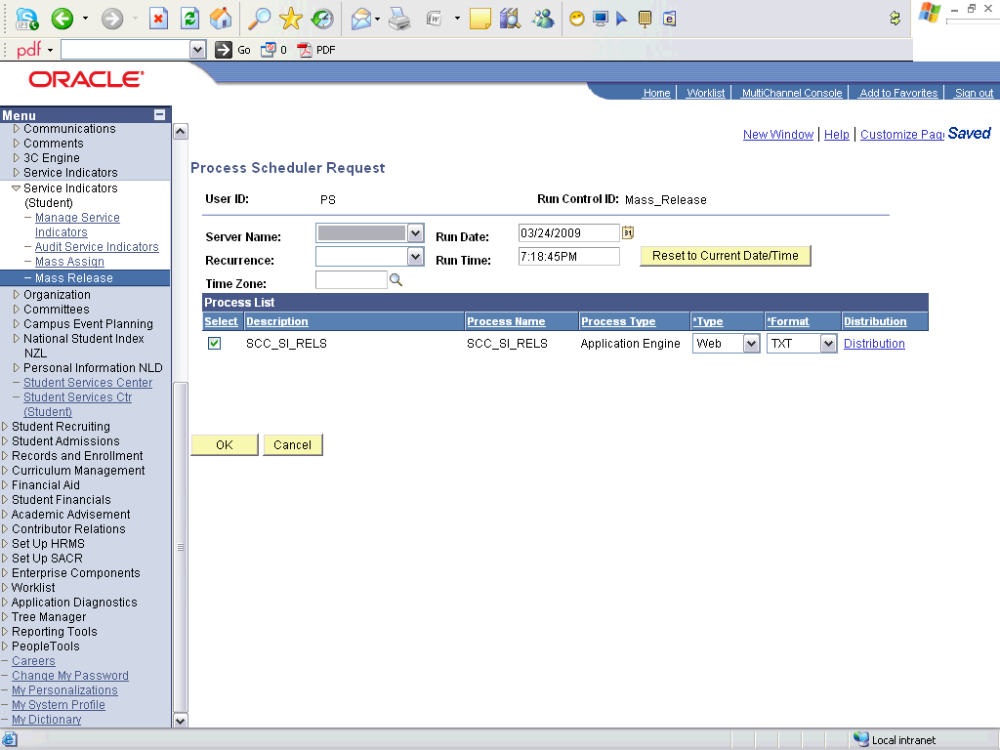 pdf
Go
0
PDF
ORACLE
Home
Worklist
MultiChannel Console
Add to Favorites
Sign out
New Window
Help
Customize Pag
Saved
Menu
Communications
Comments
3C Engine
Service Indicators
Service Indicators
(Student)
Manage Service
Indicators
Audit Service Indicators
Mass Assign
Mass Release
Organization
Committees
Campus Event Planning
National Student Index
NZL
Personal Information NLD
Student Services Center
Student Services Ctr
(Student)
Student Recruiting
Student Admissions
Records and Enrollment
Curriculum Management
Financial Aid
Student Financials
Academic Advisement
Contributor Relations
Set Up HRMS
Set Up SACR
Enterprise Components
Worklist
Application Diagnostics
Tree Manager
Reporting Tools
PeopleTools
Careers
Change My Password
My Personalizations
My System Profile
My Dictionary
Process Scheduler Request
User ID: PS Run Control ID: Mass_Release
Server Name: Run Date: 03/24/2009
Recurrence: Run Time: 7:18:45PM Reset to Current Date/Time
Time Zone:
Process List
Select Description Process Name Process Type *Type *Format Distribution
SCC_SI_RELS SCC_SI_RELS Application Engine Web TXT Distribution
OK Cancel
Local intranet